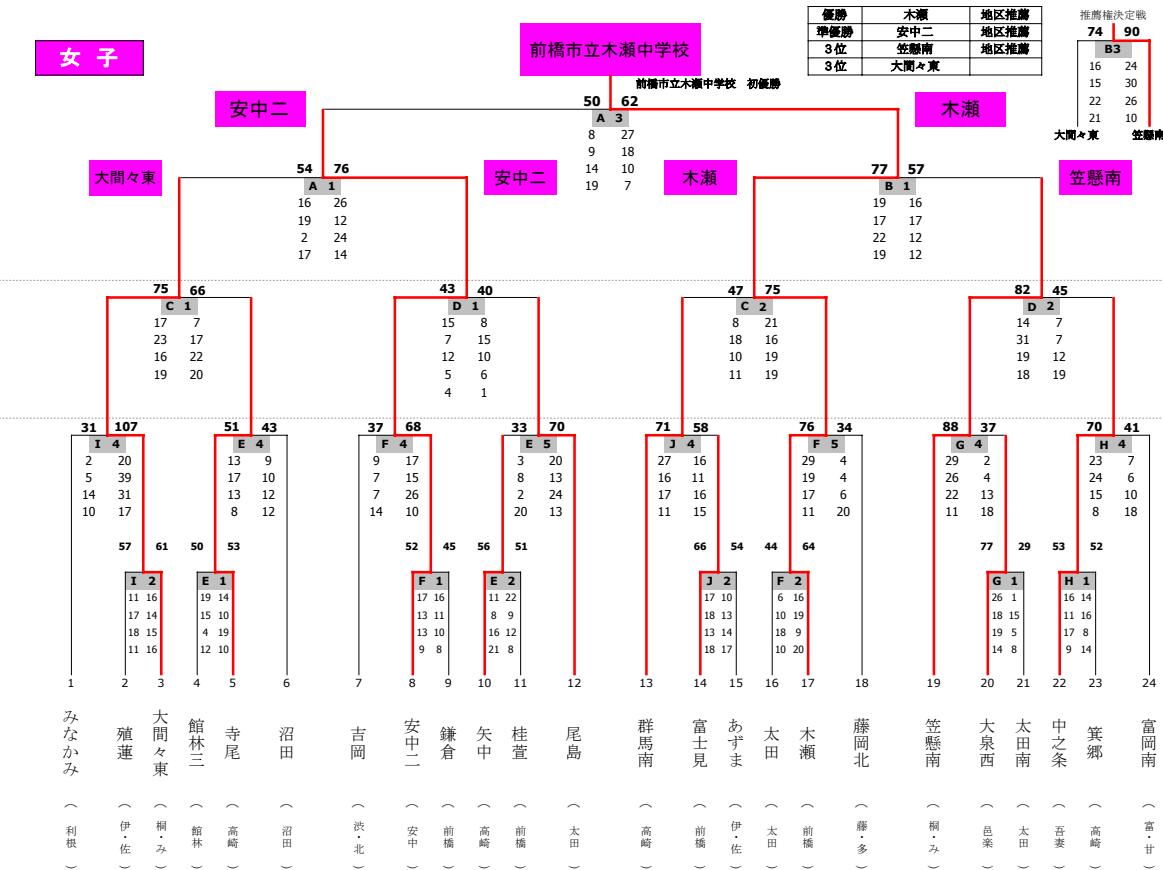 女 子
前橋市立木瀬中学校
優勝 木瀬 地区推薦
準優勝 安中二 地区推薦
3位 笠懸南 地区推薦
3位 大間々東
推薦権決定戦
74 90
B3
16 24
15 30
22 26
21 10
大間々東 笠懸南
前橋市立木瀬中学校 初優勝
安中二
50 62
A 3
8 27
9 18
14 10
19 7
木瀬
大間々東
54 76
A 1
16 26
19 12
2 24
17 14
安中二
木瀬
77 57
B 1
19 16
17 17
22 12
19 12
笠懸南
75 66
C 1
17 7
23 17
16 22
19 20
43 40
D 1
15 8
7 15
12 10
5 6
4 1
47 75
C 2
8 21
18 16
10 19
11 19
82 45
D 2
14 7
31 7
19 12
18 19
31 107
I 4
2 20
5 39
14 31
10 17
51 43
E 4
13 9
17 10
13 12
8 12
37 68
F 4
9 17
7 15
7 26
14 10
33 70
E 5
3 20
8 13
2 24
20 13
71 58
J 4
27 16
16 11
17 16
11 15
76 34
F 5
29 4
19 4
17 6
11 20
88 37
G 4
29 2
26 4
22 13
11 18
70 41
H 4
23 7
24 6
15 10
8 18
57 61
I 2
11 16
17 14
18 15
11 16
50 53
E 1
19 14
15 10
4 19
12 10
52 45
F 1
17 16
13 11
13 10
9 8
56 51
E 2
11 22
8 9
16 12
21 8
66 54
J 2
17 10
18 13
13 14
18 17
44 64
F 2
6 16
10 19
18 9
10 20
77 29
G 1
26 1
18 15
19 5
14 8
53 52
H 1
16 14
11 16
17 8
9 14
1 2 3 4 5 6 7 8 9 10 11 12 13 14 15 16 17 18 19 20 21 22 23 24
みなかみ
殖蓮
大間々東
館林三
寺尾
沼田
吉岡
安中二
鎌倉
矢中
桂萱
尾島
群馬南
富士見
あずま
太田
木瀬
藤岡北
笠懸南
大泉西
太田南
中之条
箕郷
富岡南
(利根)
(伊・佐)
(桐・み)
(館林)
(高崎)
(沼田)
(渋・北)
(安中)
(前橋)
(高崎)
(前橋)
(太田)
(高崎)
(前橋)
(伊・佐)
(太田)
(前橋)
(藤・多)
(桐・み)
(邑楽)
(太田)
(吾妻)
(高崎)
(富・甘)